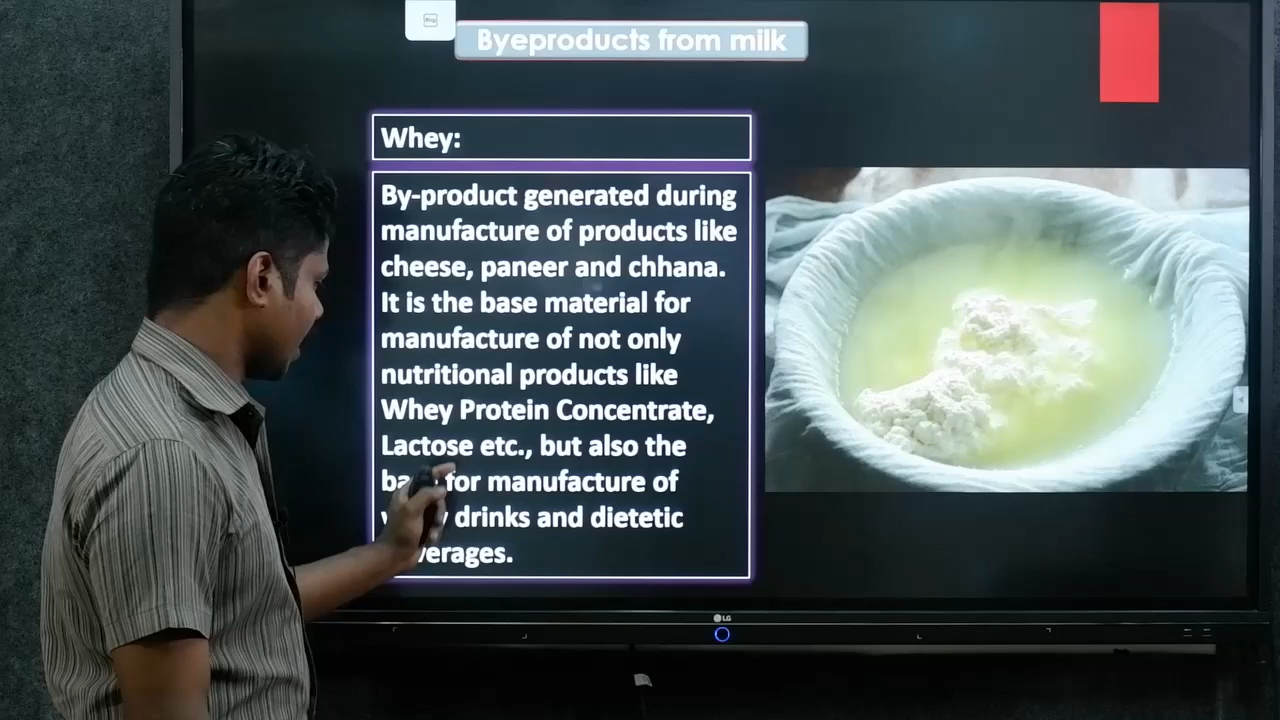 Byeproducts from milk
Whey:
By-product generated during
manufacture of products like
cheese, paneer and chhana.
It is the base material for
manufacture of not only
nutritional products like
Whey Protein Concentrate,
Lactose etc., but also the
for manufacture of
drinks and dietetic
LG